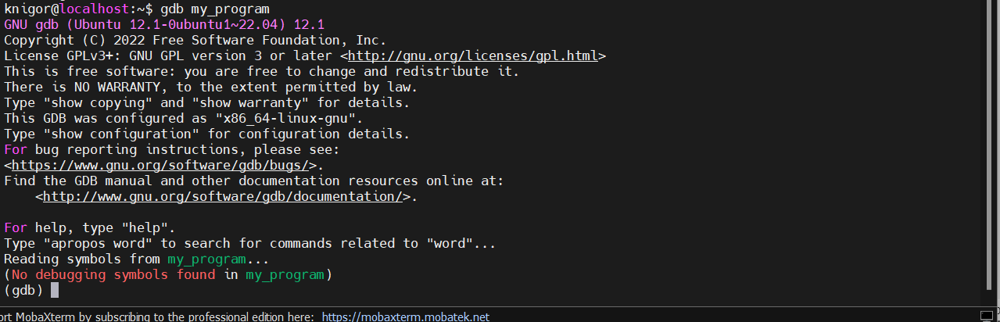 knigor@localhost:~$ gdb my_program
GNU gdb (Ubuntu 12.1-0ubuntu1~22.04) 12.1
Copyright (C) 2022 Free Software Foundation, Inc.
License GPLv3+: GNU GPL version 3 or later <http://gnu.org/licenses/gpl.html>
This is free software: you are free to change and redistribute it.
There is NO WARRANTY, to the extent permitted by law.
Type "show copying" and "show warranty" for details.
This GDB was configured as "x86_64-linux-gnu".
Type "show configuration" for configuration details.
For bug reporting instructions, please see:
<https://www.gnu.org/software/gdb/bugs/>.
Find the GDB manual and other documentation resources online at:
    <http://www.gnu.org/software/gdb/documentation/>.

For help, type "help".
Type "apropos word" to search for commands related to "word"...
Reading symbols from my_program...
(No debugging symbols found in my_program)
(gdb)
ort MobaXterm by subscribing to the professional edition here: https://mobaxterm.mobatek.net